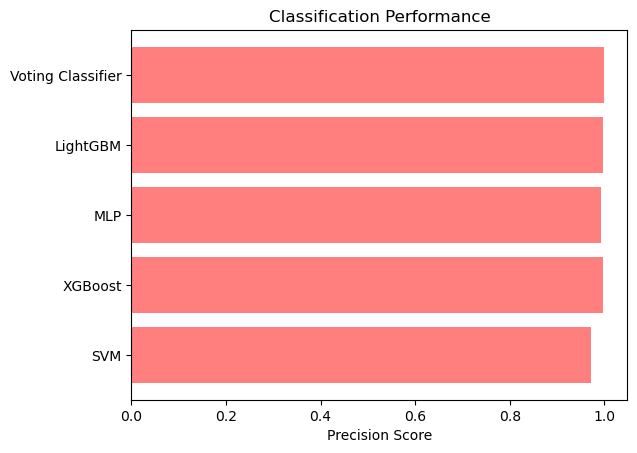 Classification Performance
Voting Classifier
LightGBM
MLP
XGBoost
SVM
0.0 0.2 0.4 0.6 0.8 1.0
Precision Score